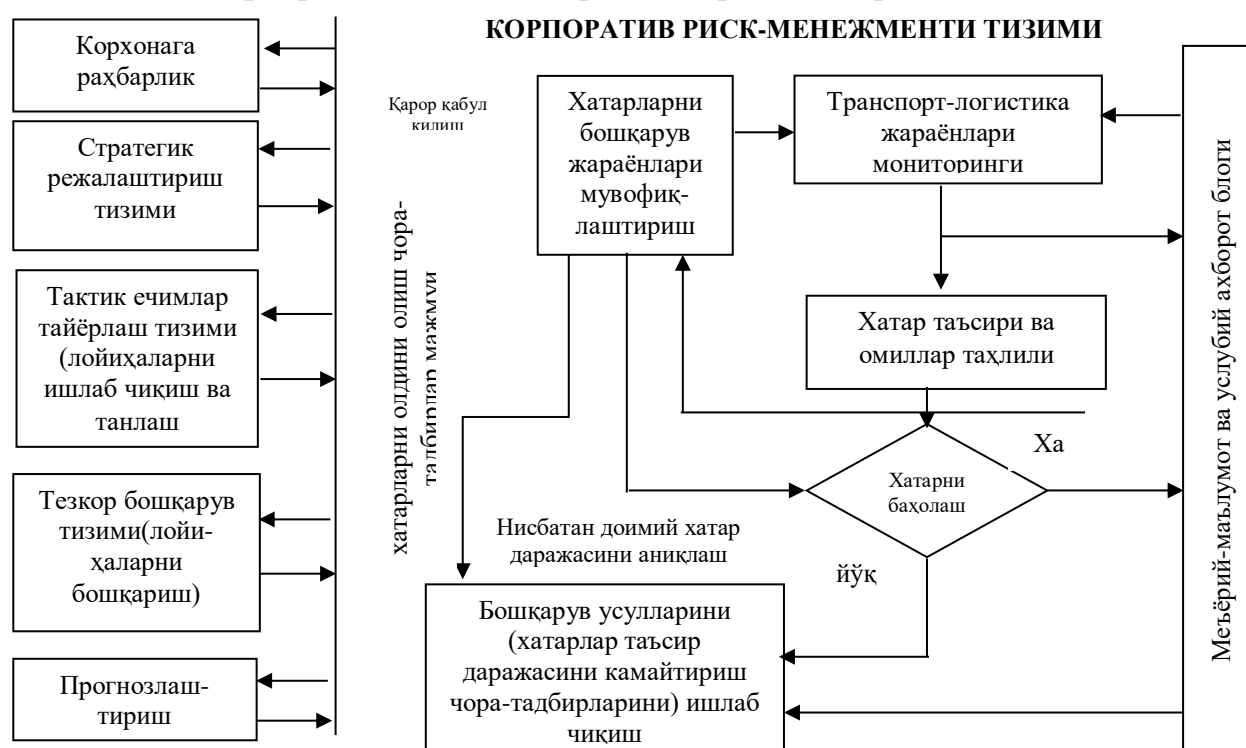 КОРПОРАТИВ РИСК-МЕНЕЖМЕНТИ ТИЗИМИ
Корхонага
раҳбарлик
Стратегик
режалаштириш
тизими
Тактик ечимлар
тайёрлаш тизими
(лойиҳаларни
ишлаб чиқиш ва
танлаш
Тезкор бошқарув
тизими(лойи-
ҳаларни
бошқариш)
Прогнозлаш-
тириш
Қарор қабул
қилиш
хатарларни олдини олиш чора-
тадбирлар мажмуи
Хатарларни
бошқарув
жараёнлари
мувофиқ-
лаштириш
Транспорт-логистика
жараёнлари
мониторинги
Хатар таъсири ва
омиллар таҳлили
Ха
Хатарни
баҳолаш
Нисбатан доимий хатар
даражасини аниқлаш
йўқ
Бошқарув усулларини
(хатарлар таъсир
даражасини камайтириш
чора-тадбирларини) ишлаб
чиқиш
Меъёрий-маълумот ва услубий ахборот блоги